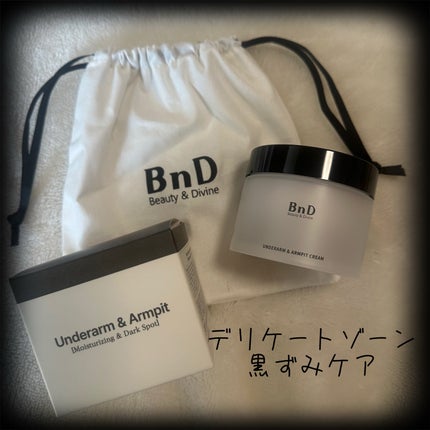 BnD
Beauty & Divine
BnD
Beauty & Divine
UNDERARM & ARMPIT CREAM
Underarm & Armpit
[Moisturizing & Dark Spot]
デリケートゾーン
黒ずみケア